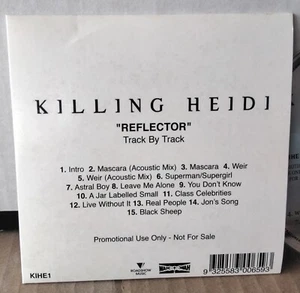 KILLING HEIDI
"REFLECTOR"
Track By Track
1. Intro 2. Mascara (Acoustic Mix) 3. Mascara 4. Weir
5. Weir (Acoustic Mix) 6. Superman/Supergirl
7. Astral Boy 8. Leave Me Alone 9. You Don't Know
10. A Jar Labelled Small 11. Class Celebrities
12. Live Without It 13. Real People 14. Jon's Song
15. Black Sheep
Promotional Use Only - Not For Sale
KIHE1
ROADSHOW
MUSIC
9 325583 006593